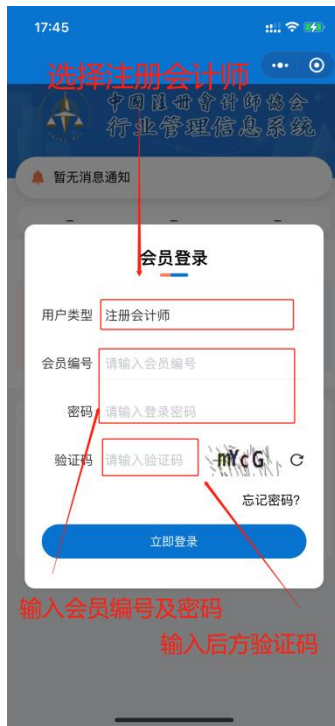 17:45
选择注册会计师
中国注册会计师协会
行业管理信息系统
暂无消息通知
会员登录
用户类型 注册会计师
会员编号 请输入会员编号
密码 请输入登录密码
验证码 请输入验证码 mYcG
忘记密码?
立即登录
输入会员编号及密码
输入后方验证码